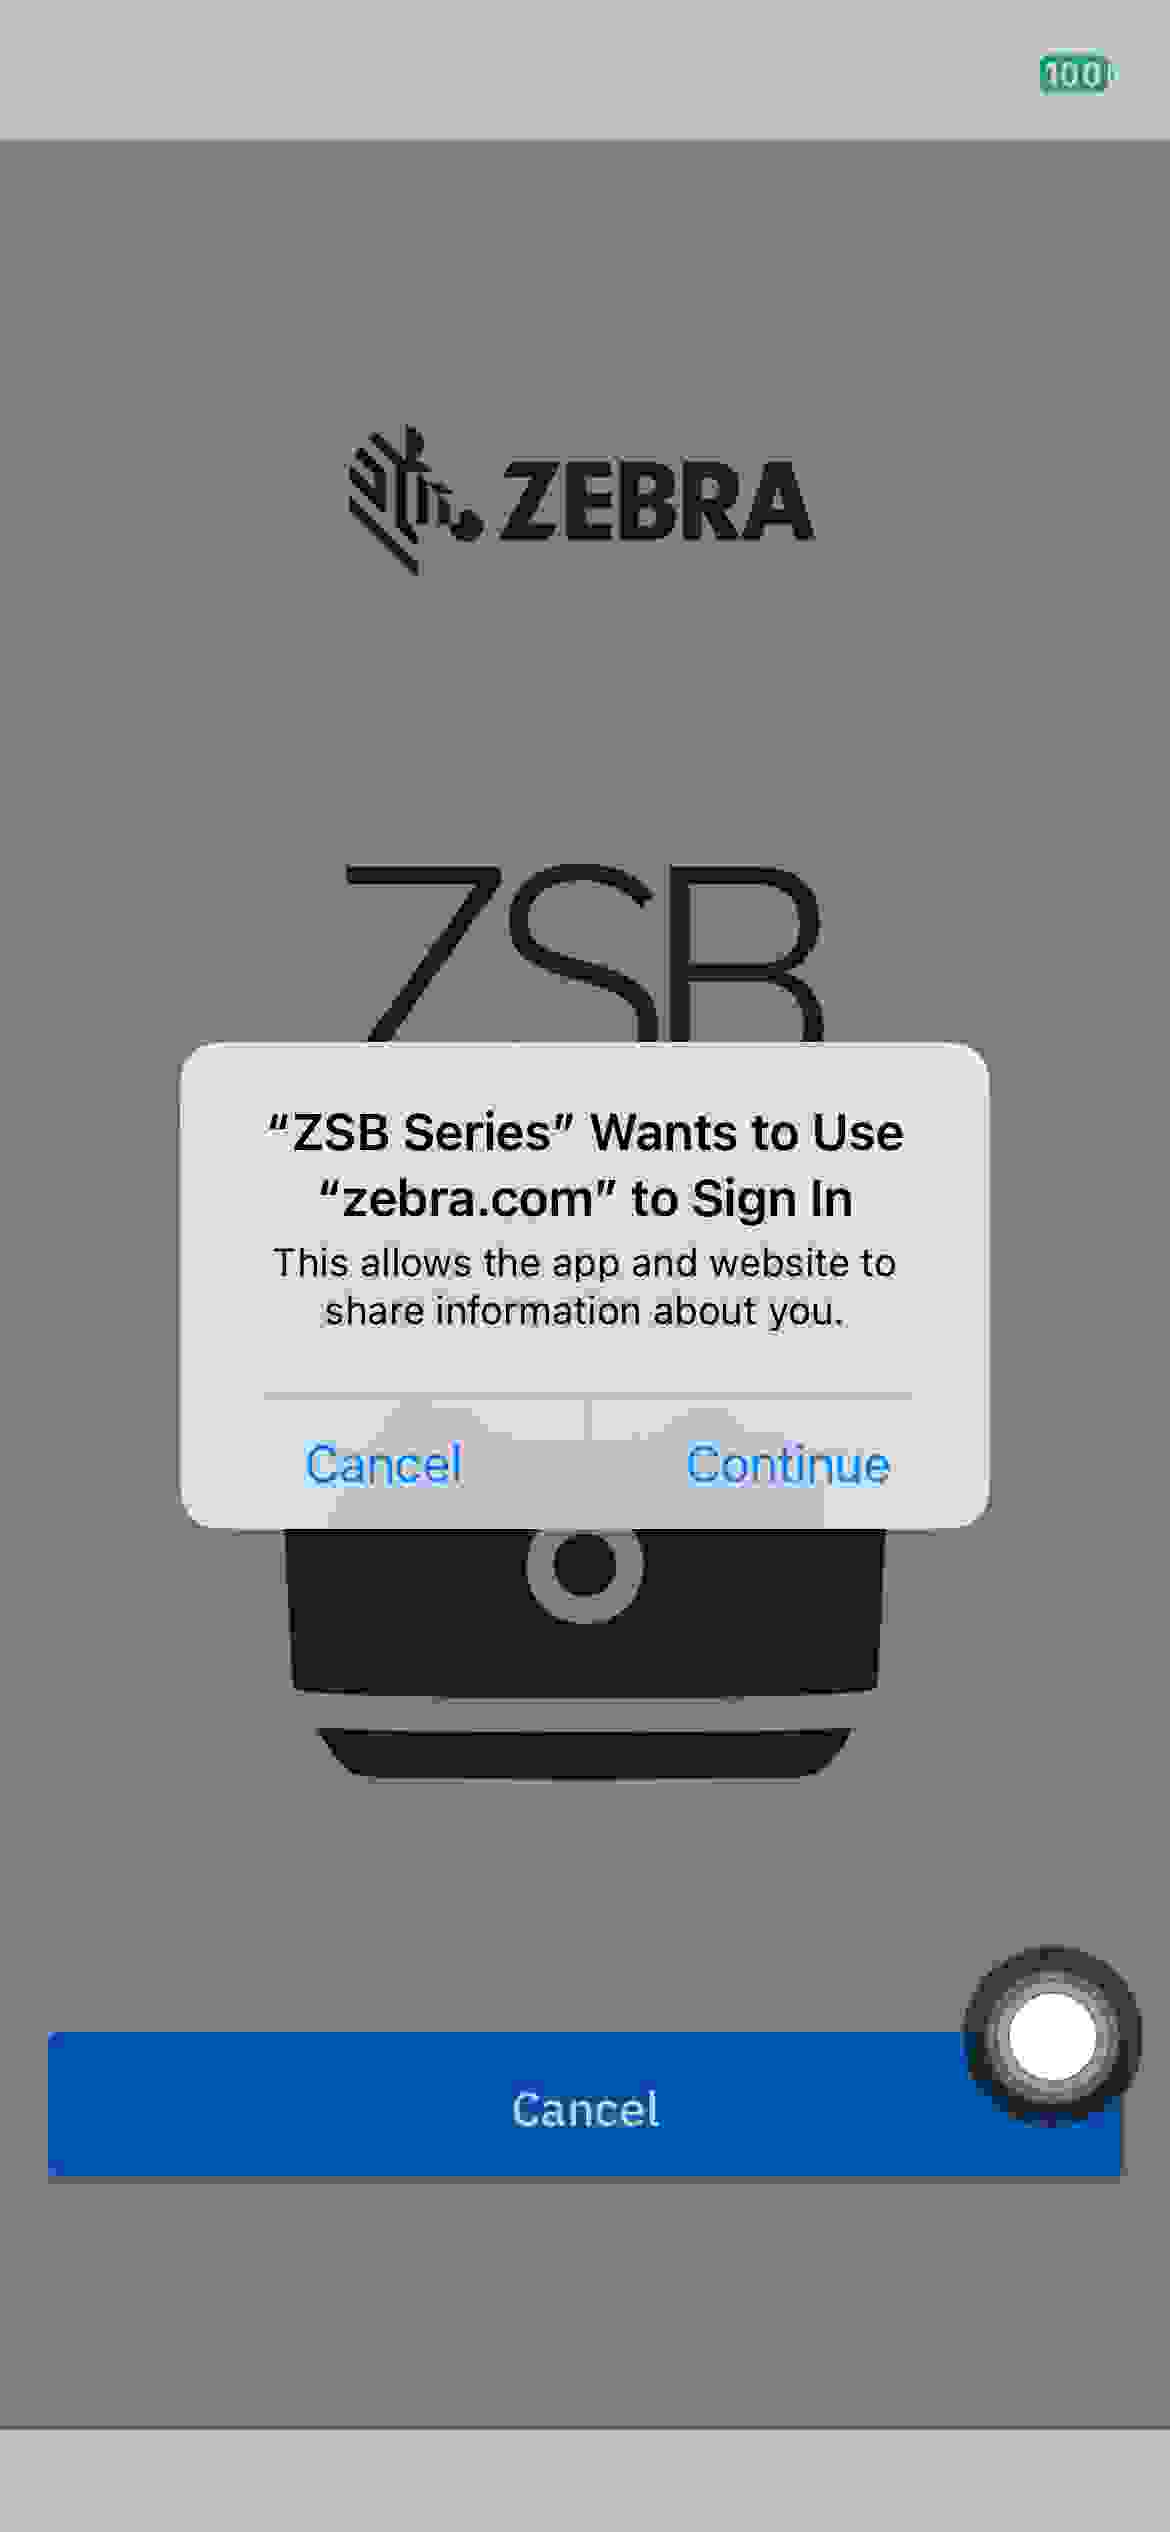 100
ZEBRA
ZSB
“ZSB Series” Wants to Use
“zebra.com” to Sign In
This allows the app and website to
share information about you.
Cancel
Continue
Cancel